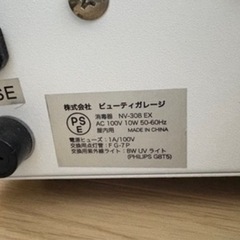 株式会社 ビューティガレージ
PSE
消毒器 NV-308 EX
AC 100V 10W 50-60Hz
屋内用 MADE IN CHINA
電源ヒューズ:1A/100V
交換用点灯管:FG-7P
交換用紫外線ライト:8W UVライト
(PHILIPS G8T5)
SE